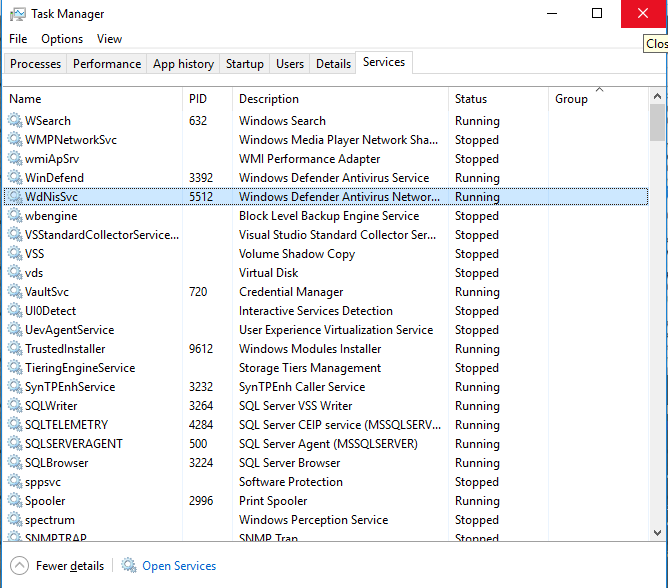 Task Manager
File Options View
Clos
Processes Performance App history Startup Users Details Services
Name PID Description Status Group
WSearch 632 Windows Search Running
WMPNetworkSvc Windows Media Player Network Sha... Stopped
wmiApSrv WMI Performance Adapter Stopped
WinDefend 3392 Windows Defender Antivirus Service Running
WdNisSvc 5512 Windows Defender Antivirus Networ... Running
wbengine Block Level Backup Engine Service Stopped
VSStandardCollectorService... Visual Studio Standard Collector Ser... Stopped
VSS Volume Shadow Copy Stopped
vds Virtual Disk Stopped
VaultSvc 720 Credential Manager Running
UI0Detect Interactive Services Detection Stopped
UevAgentService User Experience Virtualization Service Stopped
TrustedInstaller 9612 Windows Modules Installer Running
TieringEngineService Storage Tiers Management Stopped
SynTPEnhService 3232 SynTPEnh Caller Service Running
SQLWriter 3264 SQL Server VSS Writer Running
SQLTELEMETRY 4284 SQL Server CEIP service (MSSQLSERV... Running
SQLSERVERAGENT 500 SQL Server Agent (MSSQLSERVER) Running
SQLBrowser 3224 SQL Server Browser Running
sppsvc Software Protection Stopped
Spooler 2996 Print Spooler Running
spectrum Windows Perception Service Stopped
SNMPTRAP SNMP Trap Stopped
Fewer details Open Services